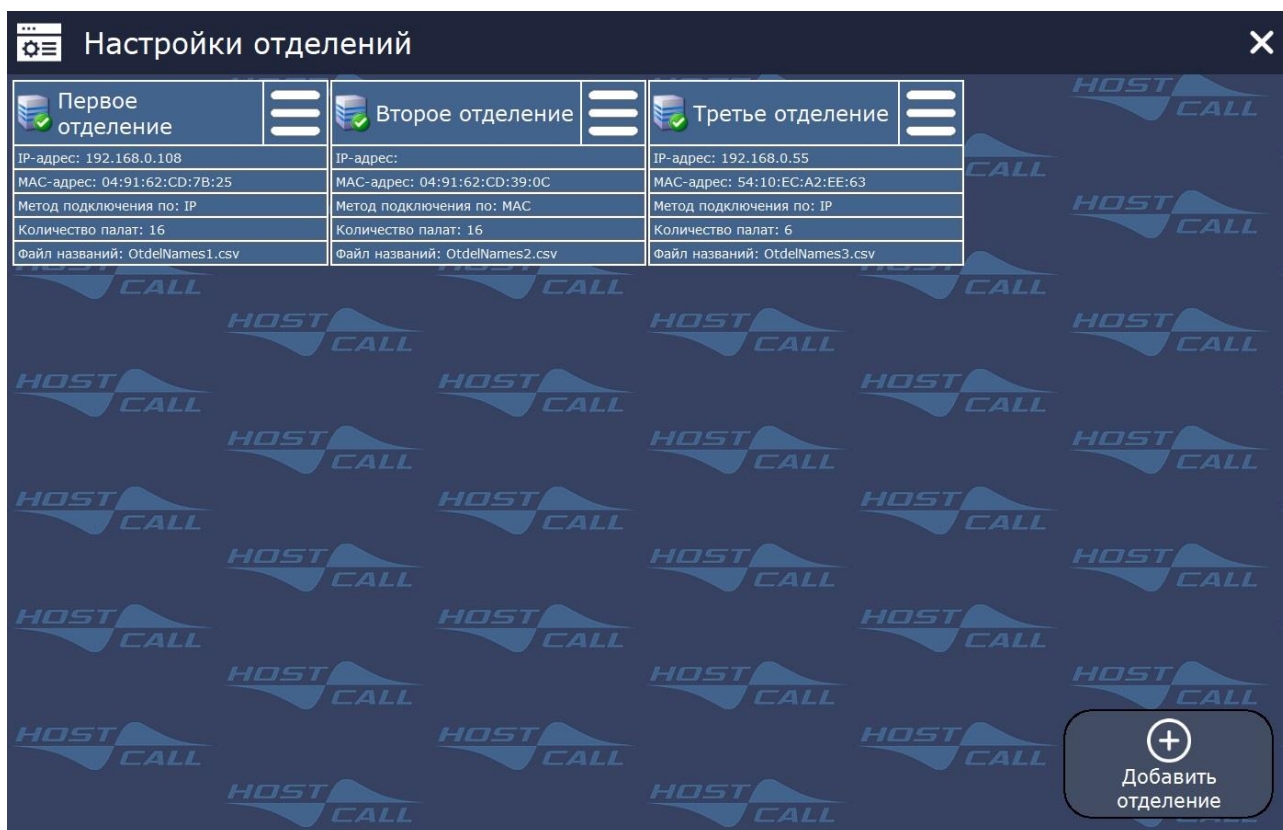 Настройки отделений
Первое
отделение
IP-адрес: 192.168.0.108
MAC-адрес: 04:91:62:CD:7B:25
Метод подключения по: IP
Количество палат: 16
Файл названий: OtdelNames1.csv
Второе отделение
IP-адрес:
MAC-адрес: 04:91:62:CD:39:0C
Метод подключения по: MAC
Количество палат: 16
Файл названий: OtdelNames2.csv
Третье отделение
IP-адрес: 192.168.0.55
MAC-адрес: 54:10:EC:A2:EE:63
Метод подключения по: IP
Количество палат: 6
Файл названий: OtdelNames3.csv
HOST
CALL
Добавить
отделение